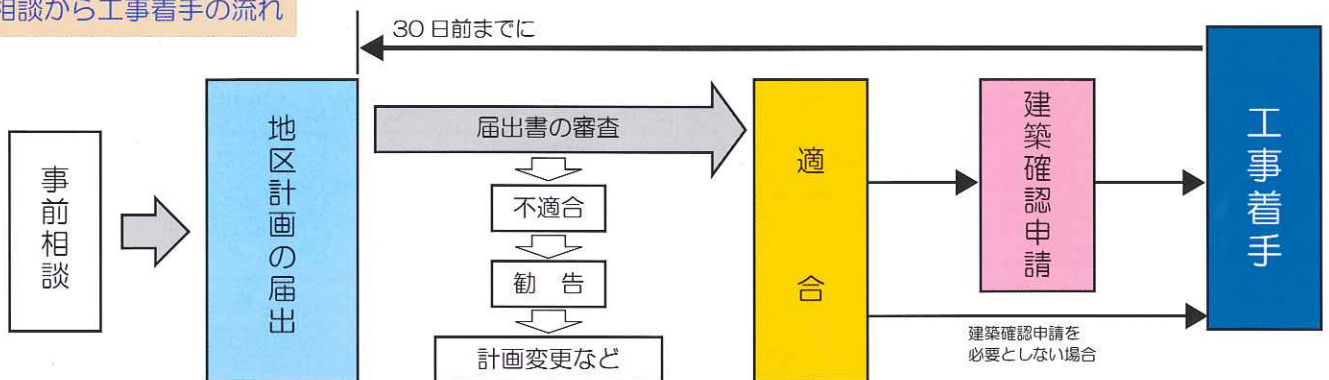 相談から工事着手の流れ
30日前までに
事前相談
地区計画の届出
届出書の審査
不適合
勧告
計画変更など
適合
建築確認申請
建築確認申請を
必要としない場合
工事着手